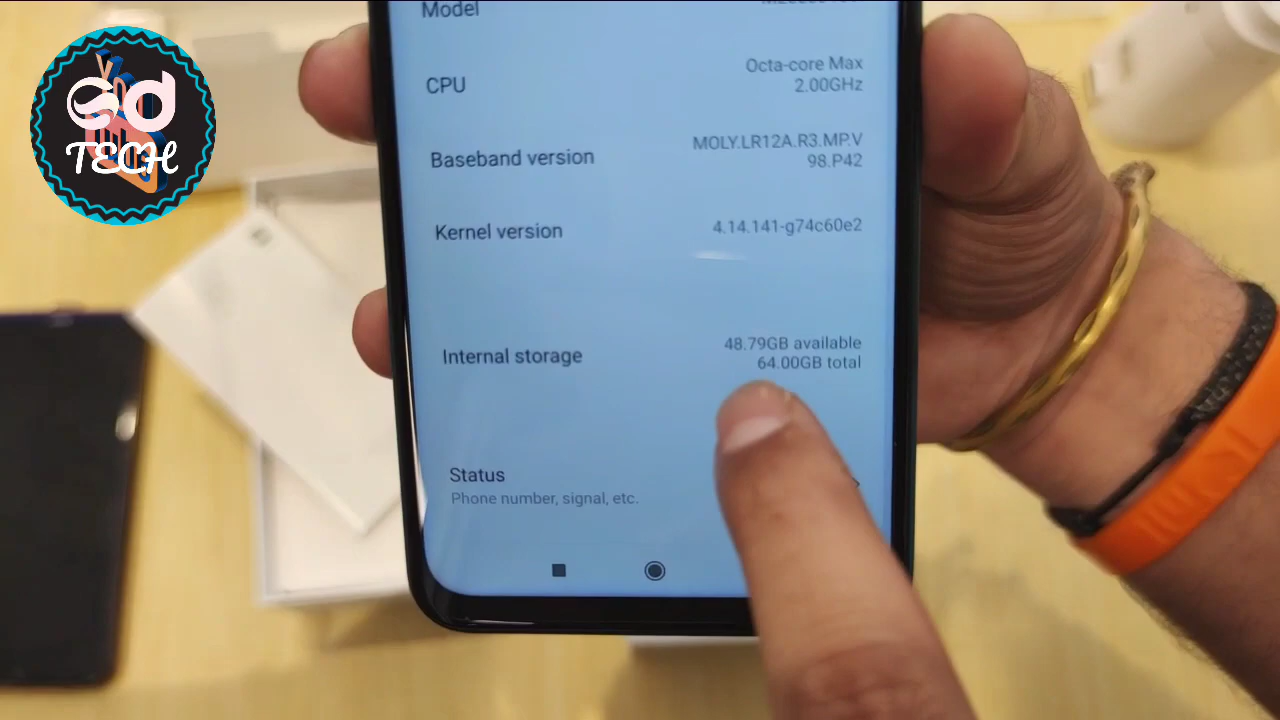 Model
CPU
Octa-core Max
2.00GHz
Baseband version
MOLY.LR12A.R3.MP.V
98.P42
Kernel version
4.14.141-g74c60e2
Internal storage
48.79GB available
64.00GB total
Status
Phone number, signal, etc.
TECH